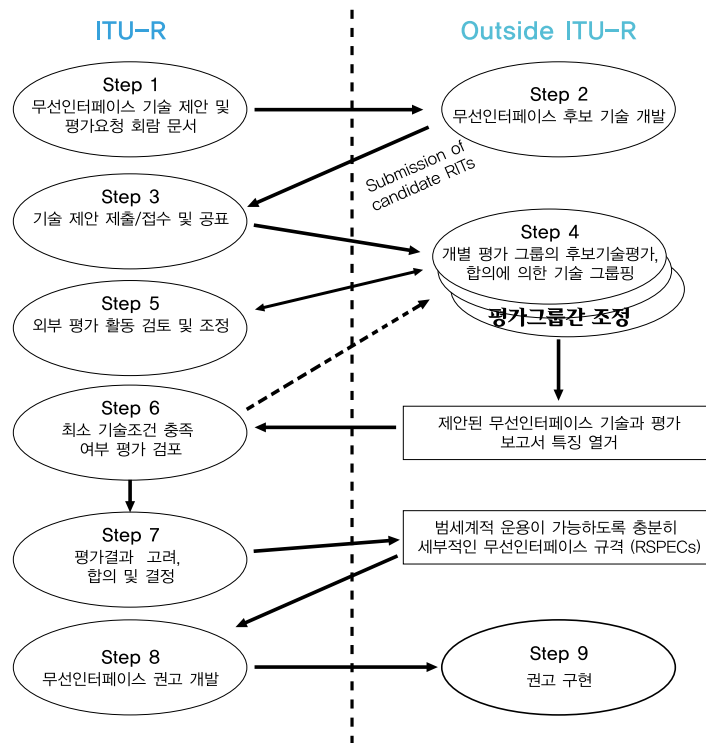 ITU-R
Outside ITU-R
Step 1
무선인터페이스 기술 제안 및
평가요청 회람 문서
Step 2
무선인터페이스 후보 기술 개발
Submission of
candidate RITs
Step 3
기술 제안 제출/접수 및 공표
Step 4
개별 평가 그룹의 후보기술평가,
합의에 의한 기술 그룹핑
평가그룹간 조정
Step 5
외부 평가 활동 검토 및 조정
Step 6
최소 기술조건 충족
여부 평가 검포
제안된 무선인터페이스 기술과 평가
보고서 특징 열거
Step 7
평가결과 고려,
합의 및 결정
범세계적 운용이 가능하도록 충분히
세부적인 무선인터페이스 규격 (RSPECs)
Step 8
무선인터페이스 권고 개발
Step 9
권고 구현